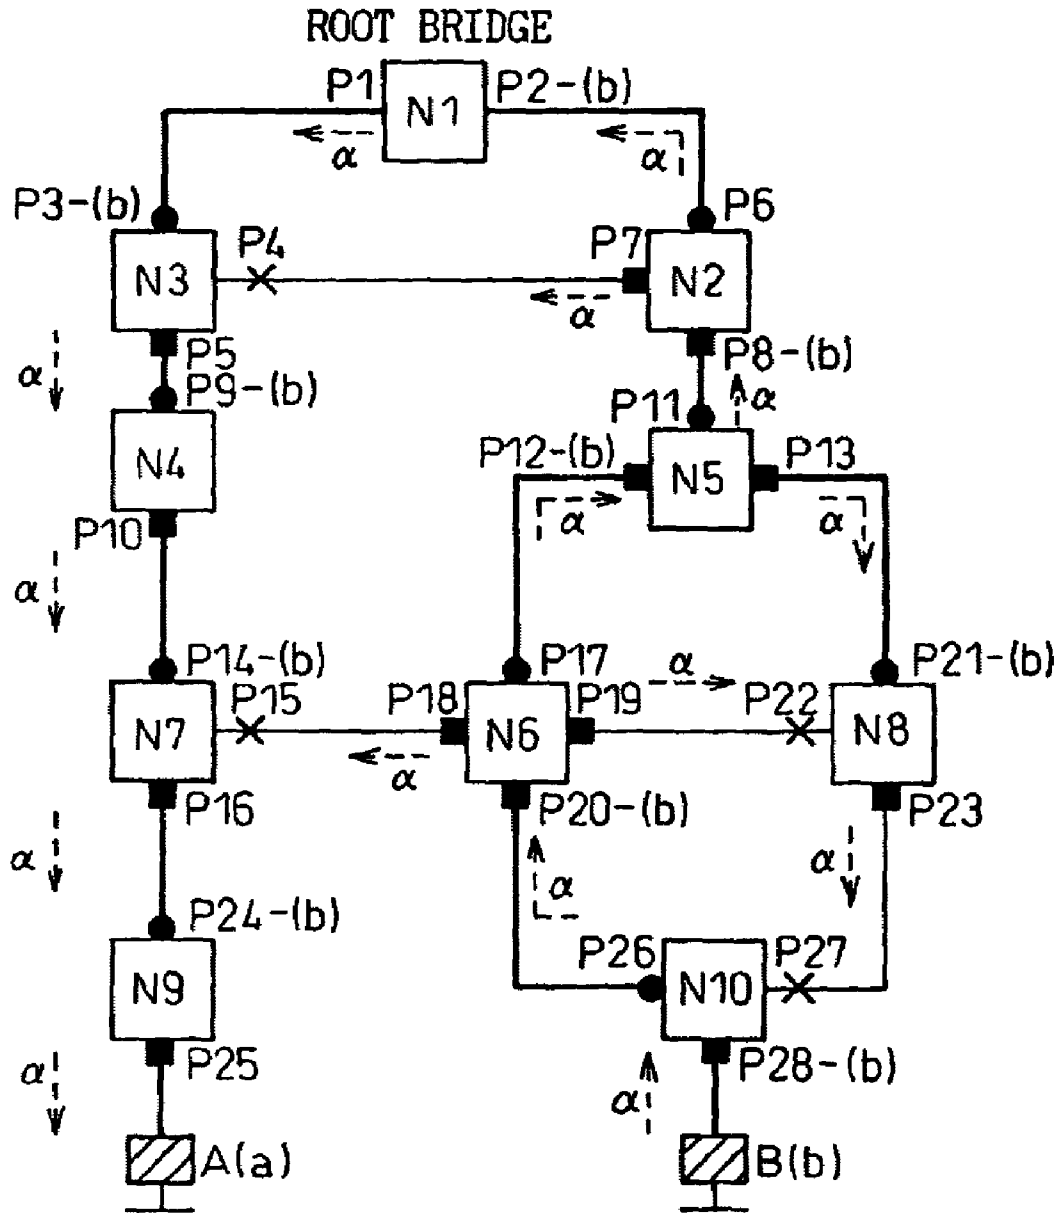 ROOT BRIDGE
P1
N1
P2-(b)
α
α
P3-(b)
P6
P4
P7
N3
N2
α
P5
P8-(b)
α
P9-(b)
P11
α
P12-(b)
P13
N4
N5
P10
α
α
α
P14-(b)
P17
α
P21-(b)
P15
P18
P19
P22
N7
N6
N8
α
P16
P20-(b)
P23
α
α
α
P24-(b)
P26
P27
N9
N10
P25
P28-(b)
α
α
A(a)
B(b)